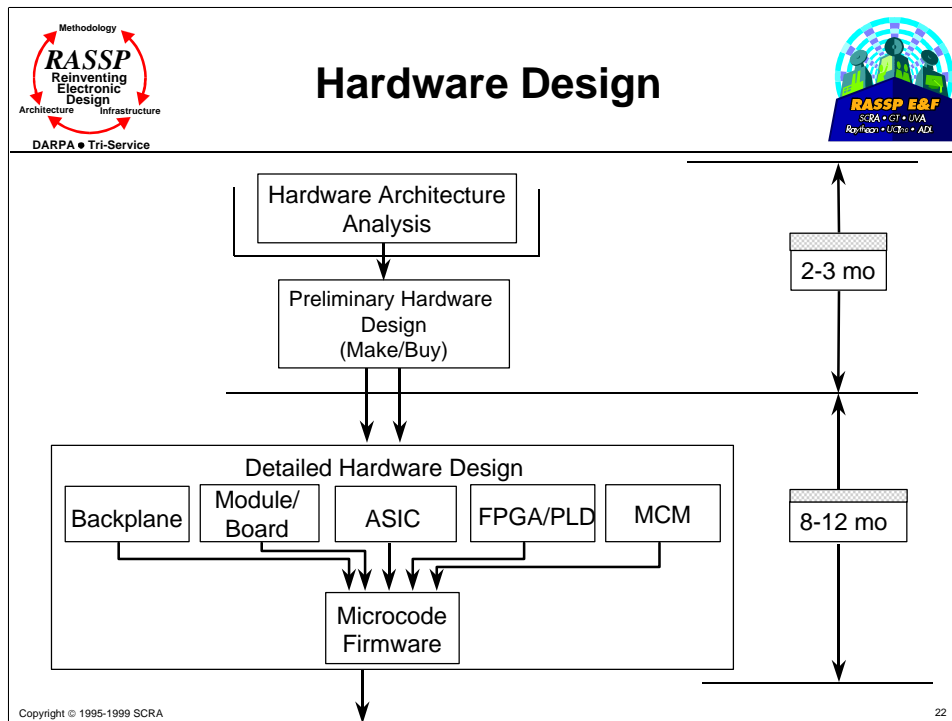 Methodology
RASSP
Reinventing
Electronic
Design
Architecture Infrastructure
DARPA ● Tri-Service
Hardware Design
RASSP E&F
SCRA • GT • UVA
Raytheon • UCInc • ADL
Hardware Architecture
Analysis
2-3 mo
Preliminary Hardware
Design
(Make/Buy)
Detailed Hardware Design
Backplane
Module/
Board
ASIC
FPGA/PLD
MCM
8-12 mo
Microcode
Firmware
Copyright © 1995-1999 SCRA
22